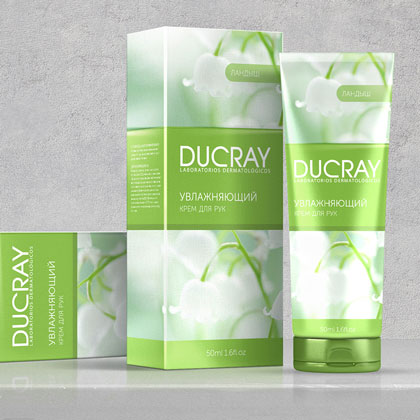 DUCRAY
LABORATORIOS DERMATOLÓGICOS
УВЛАЖНЯЮЩИЙ
КРЕМ ДЛЯ РУК
50ml 1.6fl.oz
ЛАНДЫШ
DUCRAY
LABORATORIOS DERMATOLÓGICOS
УВЛАЖНЯЮЩИЙ
КРЕМ ДЛЯ РУК
50ml 1.6fl.oz
DUCRAY
LABORATORIOS DERMATOLÓGICOS
УВЛАЖНЯЮЩИЙ
КРЕМ ДЛЯ РУК